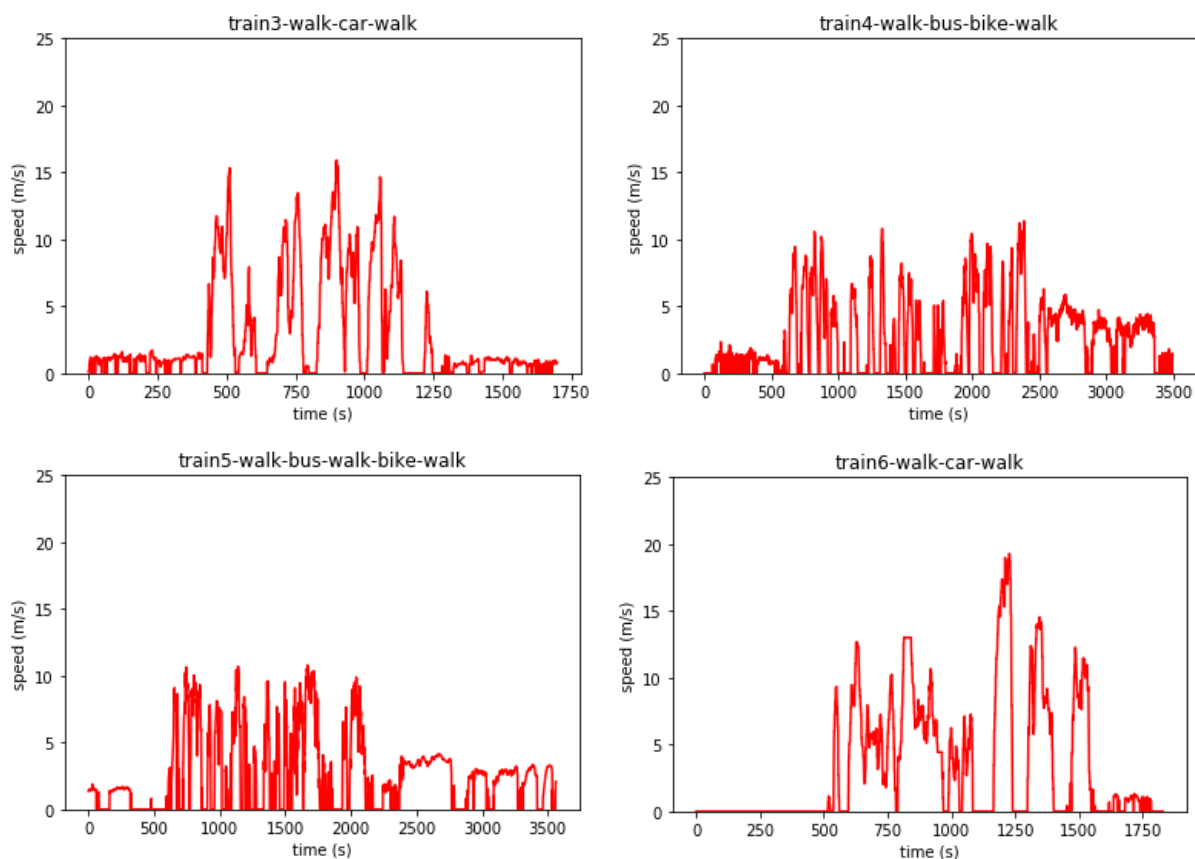 train3-walk-car-walk
25
20
15
10
5
0
speed (m/s)
0 250 500 750 1000 1250 1500 1750
time (s)
train4-walk-bus-bike-walk
25
20
15
10
5
0
speed (m/s)
0 500 1000 1500 2000 2500 3000 3500
time (s)
train5-walk-bus-walk-bike-walk
25
20
15
10
5
0
speed (m/s)
0 500 1000 1500 2000 2500 3000 3500
time (s)
train6-walk-car-walk
25
20
15
10
5
0
speed (m/s)
0 250 500 750 1000 1250 1500 1750
time (s)